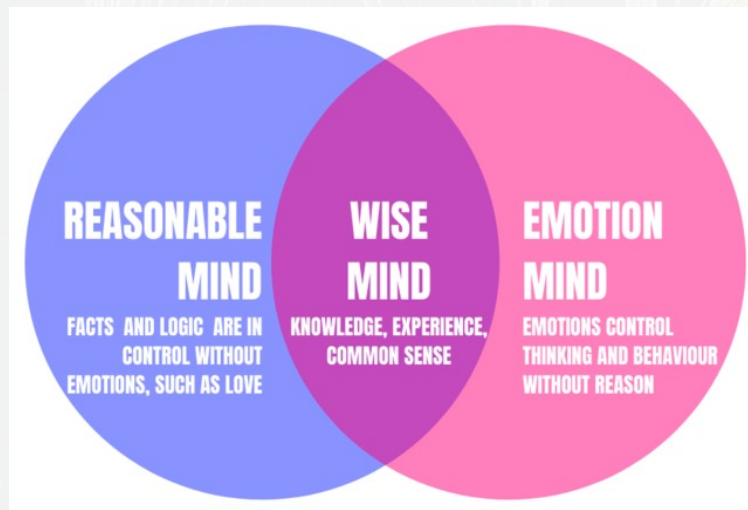 REASONABLE
MIND
FACTS AND LOGIC ARE IN
CONTROL WITHOUT
EMOTIONS, SUCH AS LOVE
WISE
MIND
KNOWLEDGE, EXPERIENCE,
COMMON SENSE
EMOTION
MIND
EMOTIONS CONTROL
THINKING AND BEHAVIOUR
WITHOUT REASON